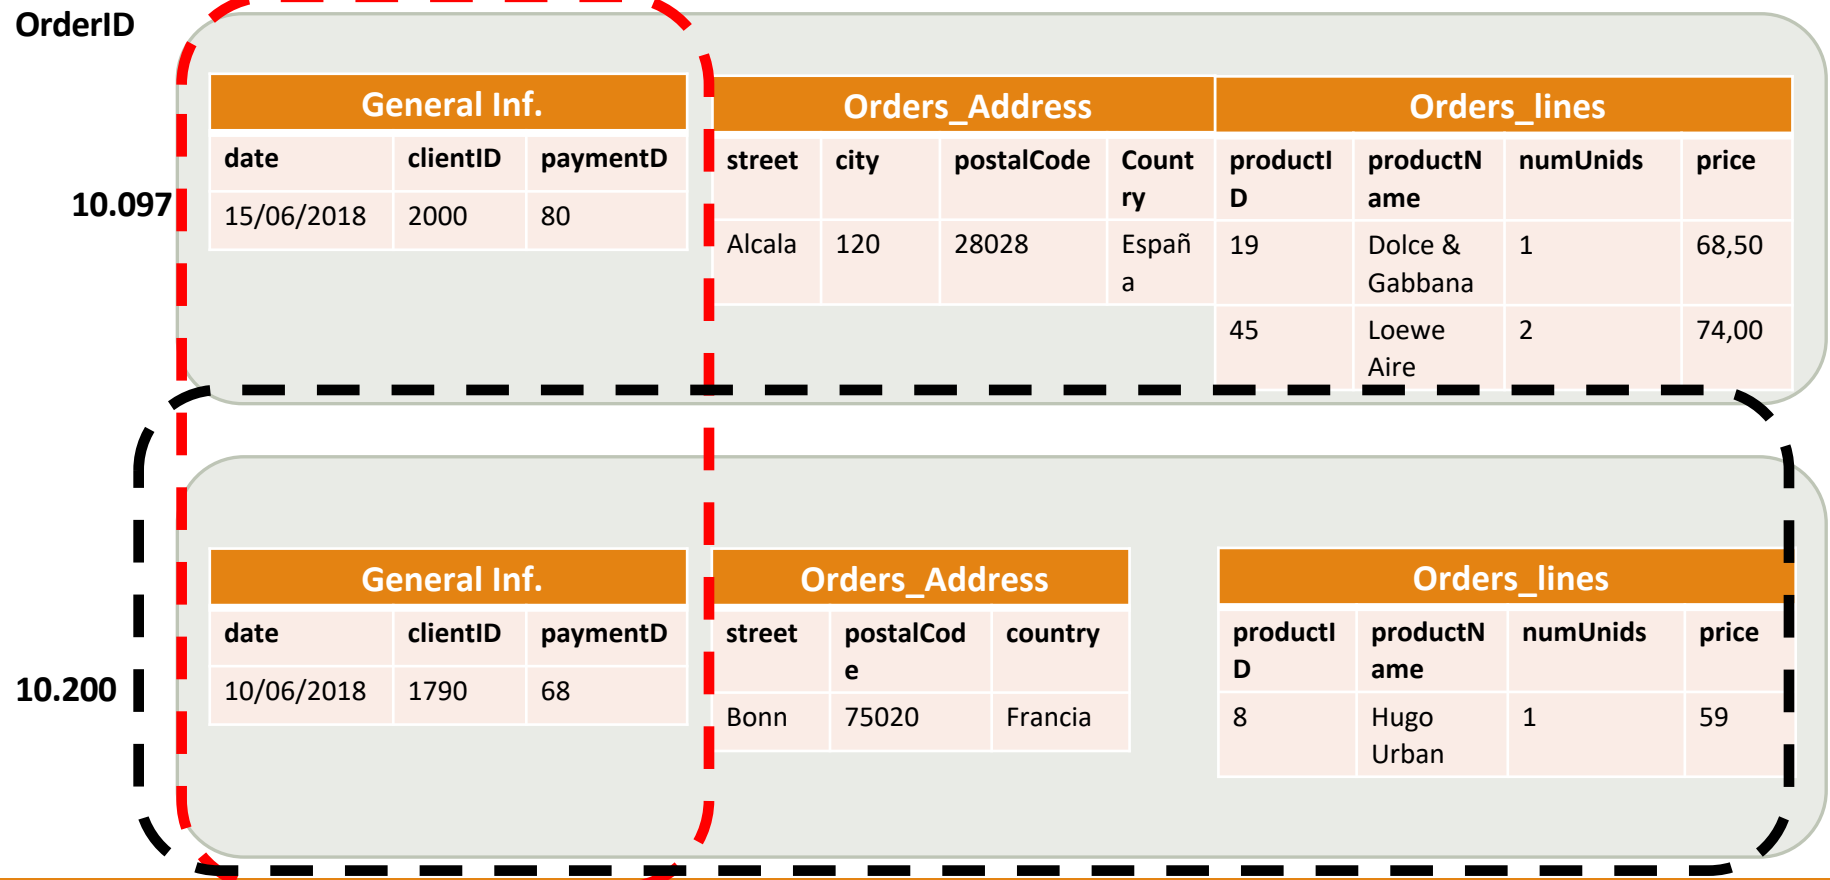 OrderID
10.097
General Inf.
date clientID paymentD
15/06/2018 2000 80
Orders_Address
street city postalCode Count
ry
Alcala 120 28028 Españ
a
Orders_lines
productI productN numUnids price
D ame
19 Dolce & 1 68,50
Gabbana
45 Loewe 2 74,00
Aire
10.200
General Inf.
date clientID paymentD
10/06/2018 1790 68
Orders_Address
street postalCod country
e
Bonn 75020 Francia
Orders_lines
productI productN numUnids price
D ame
8 Hugo 1 59
Urban